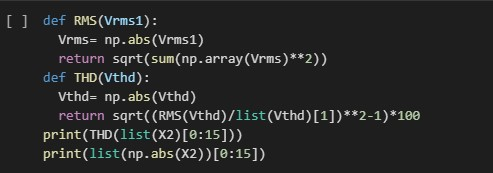 [ ] def RMS(Vrms1):
Vrms= np.abs(Vrms1)
return sqrt(sum(np.array(Vrms)**2))
def THD(Vthd):
Vthd= np.abs(Vthd)
return sqrt((RMS(Vthd)/list(Vthd)[1])**2-1)*100
print(THD(list(X2)[0:15]))
print(list(np.abs(X2))[0:15])